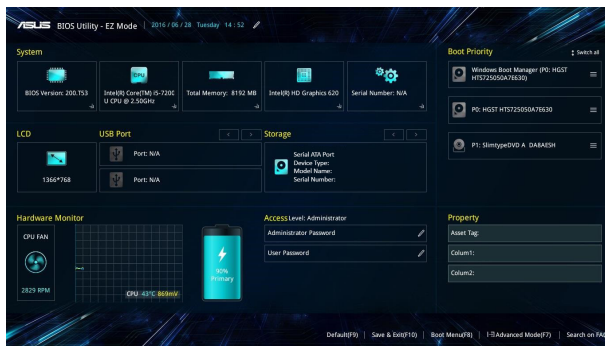 ASUS BIOS Utility - EZ Mode 2016 / 06 / 28 Tuesday 14 : 52
System
BIOS Version: 200.T53
CPU
Intel(R) Core(TM) i5-7200
U CPU @ 2.50GHz
Total Memory: 8192 MB
Intel(R) HD Graphics 620
Serial Number: N/A
Boot Priority
Switch all
Windows Boot Manager (P0: HGST
HTS725050A76630)
P0: HGST HTS725050A7E630
P1: SlimtypeDVD A DA8AESH
LCD
1366*768
USB Port
Port: N/A
Port: N/A
Storage
Serial ATA Port
Device Type:
Model Name:
Serial Number:
Hardware Monitor
CPU FAN
2829 RPM
CPU 43°C 869mV
90%
Primary
Access Level: Administrator
Administrator Password
User Password
Property
Asset Tag:
Colum1:
Colum2:
Default(F9) Save & Exit(F10) Boot Menu(F8) Advanced Mode(F7) Search on FAQ